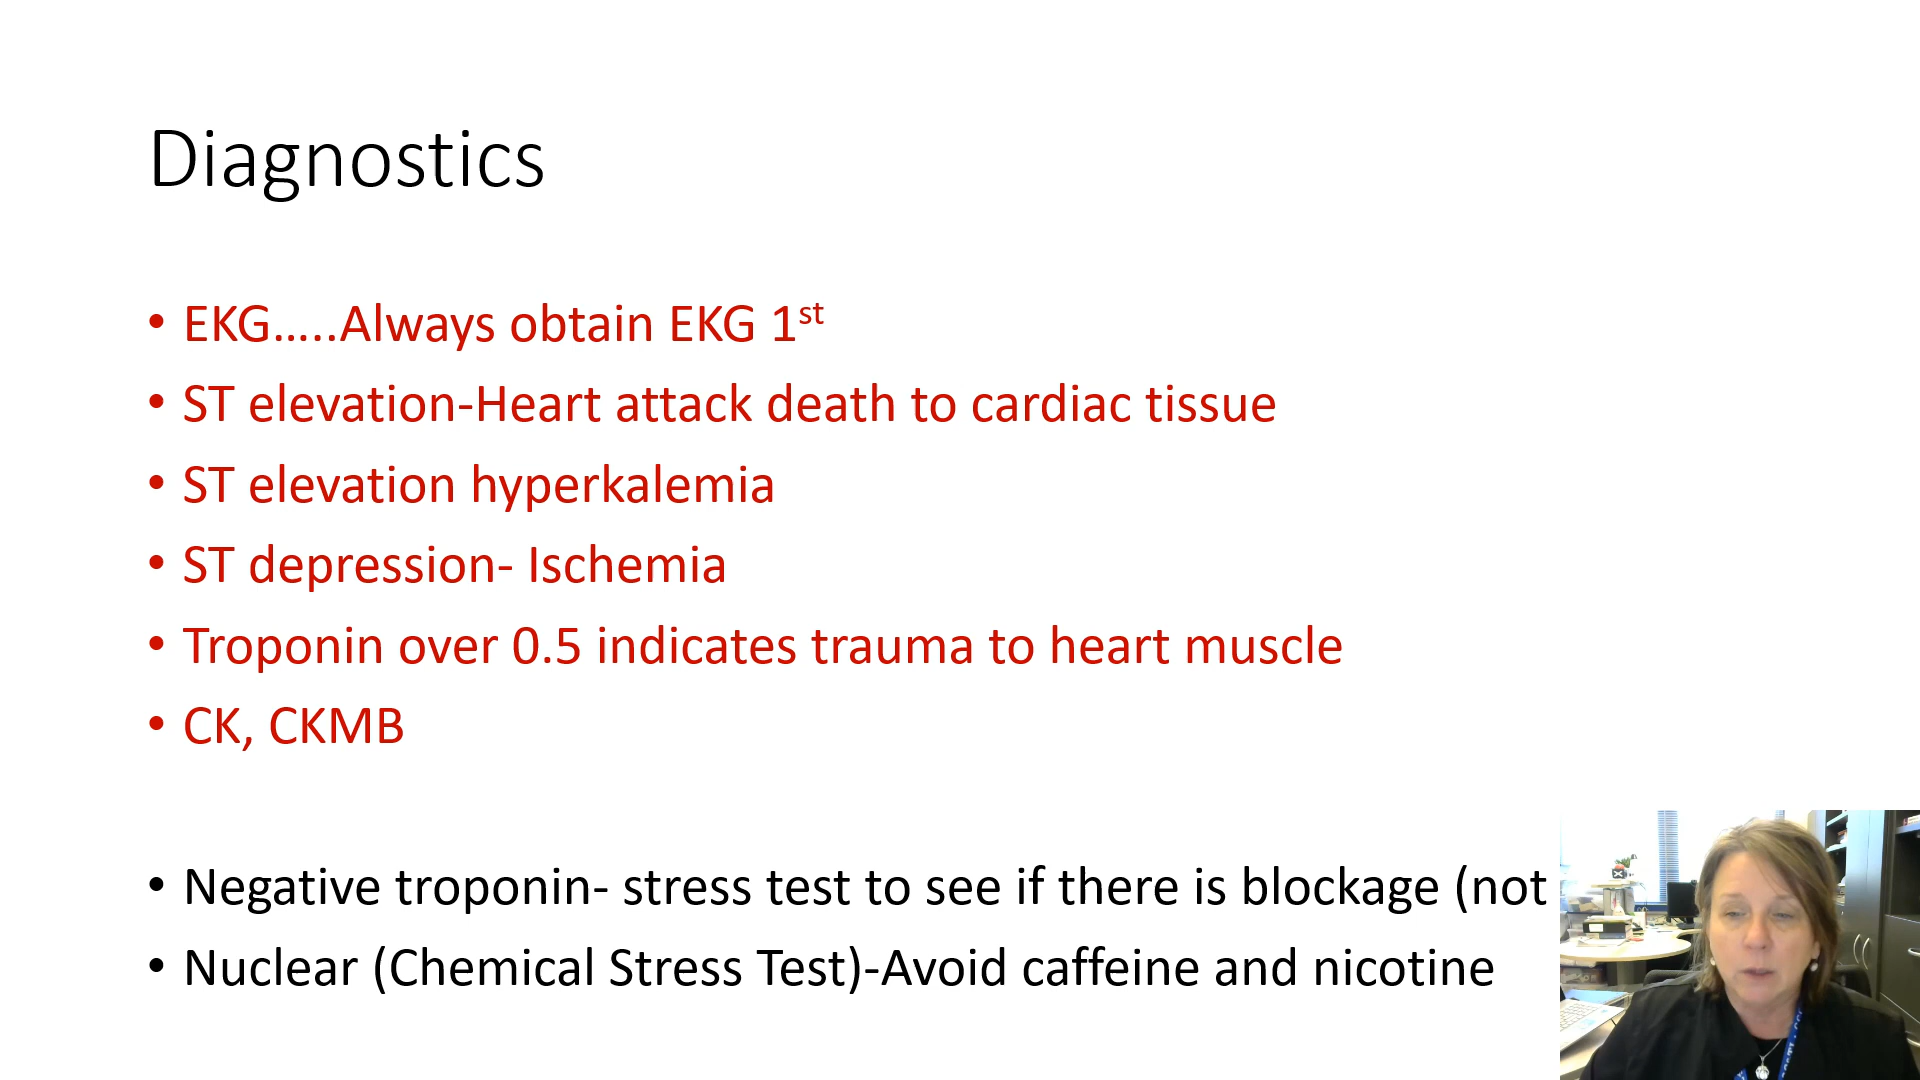 Diagnostics
• EKG…..Always obtain EKG 1st
• ST elevation-Heart attack death to cardiac tissue
• ST elevation hyperkalemia
• ST depression- Ischemia
• Troponin over 0.5 indicates trauma to heart muscle
• CK, CKMB
• Negative troponin- stress test to see if there is blockage (not
• Nuclear (Chemical Stress Test)-Avoid caffeine and nicotine